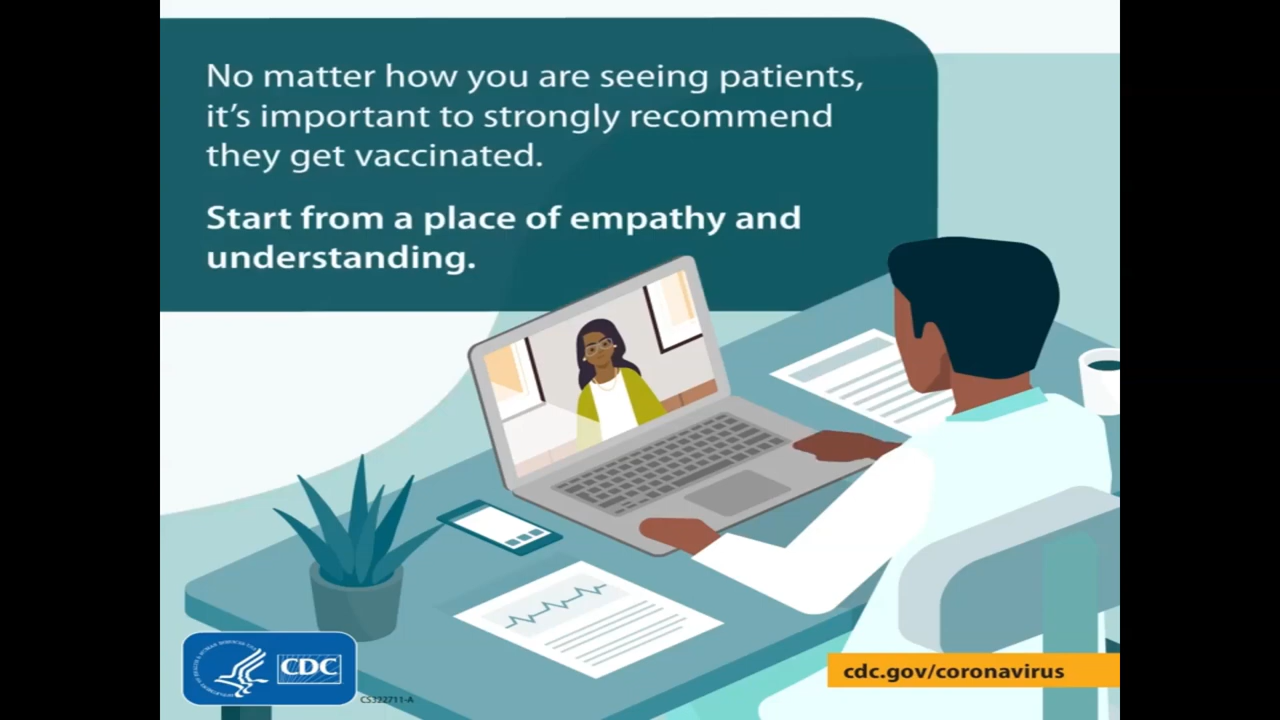 No matter how you are seeing patients,
it's important to strongly recommend
they get vaccinated.
Start from a place of empathy and
understanding.
CDC
CS322711-A
cdc.gov/coronavirus